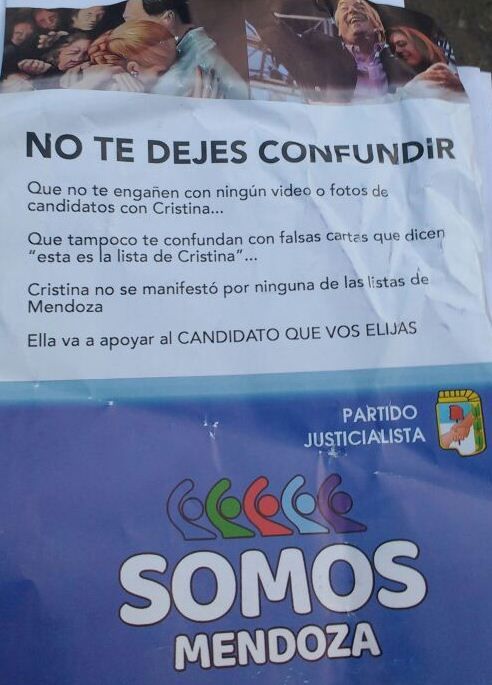 NO TE DEJES CONFUNDIR
Que no te engañen con ningún video o fotos de
candidatos con Cristina...
Que tampoco te confundan con falsas cartas que dicen
“esta es la lista de Cristina”...
Cristina no se manifestó por ninguna de las listas de
Mendoza
Ella va a apoyar al CANDIDATO QUE VOS ELIJAS
PARTIDO
JUSTICIALISTA
SOMOS
MENDOZA